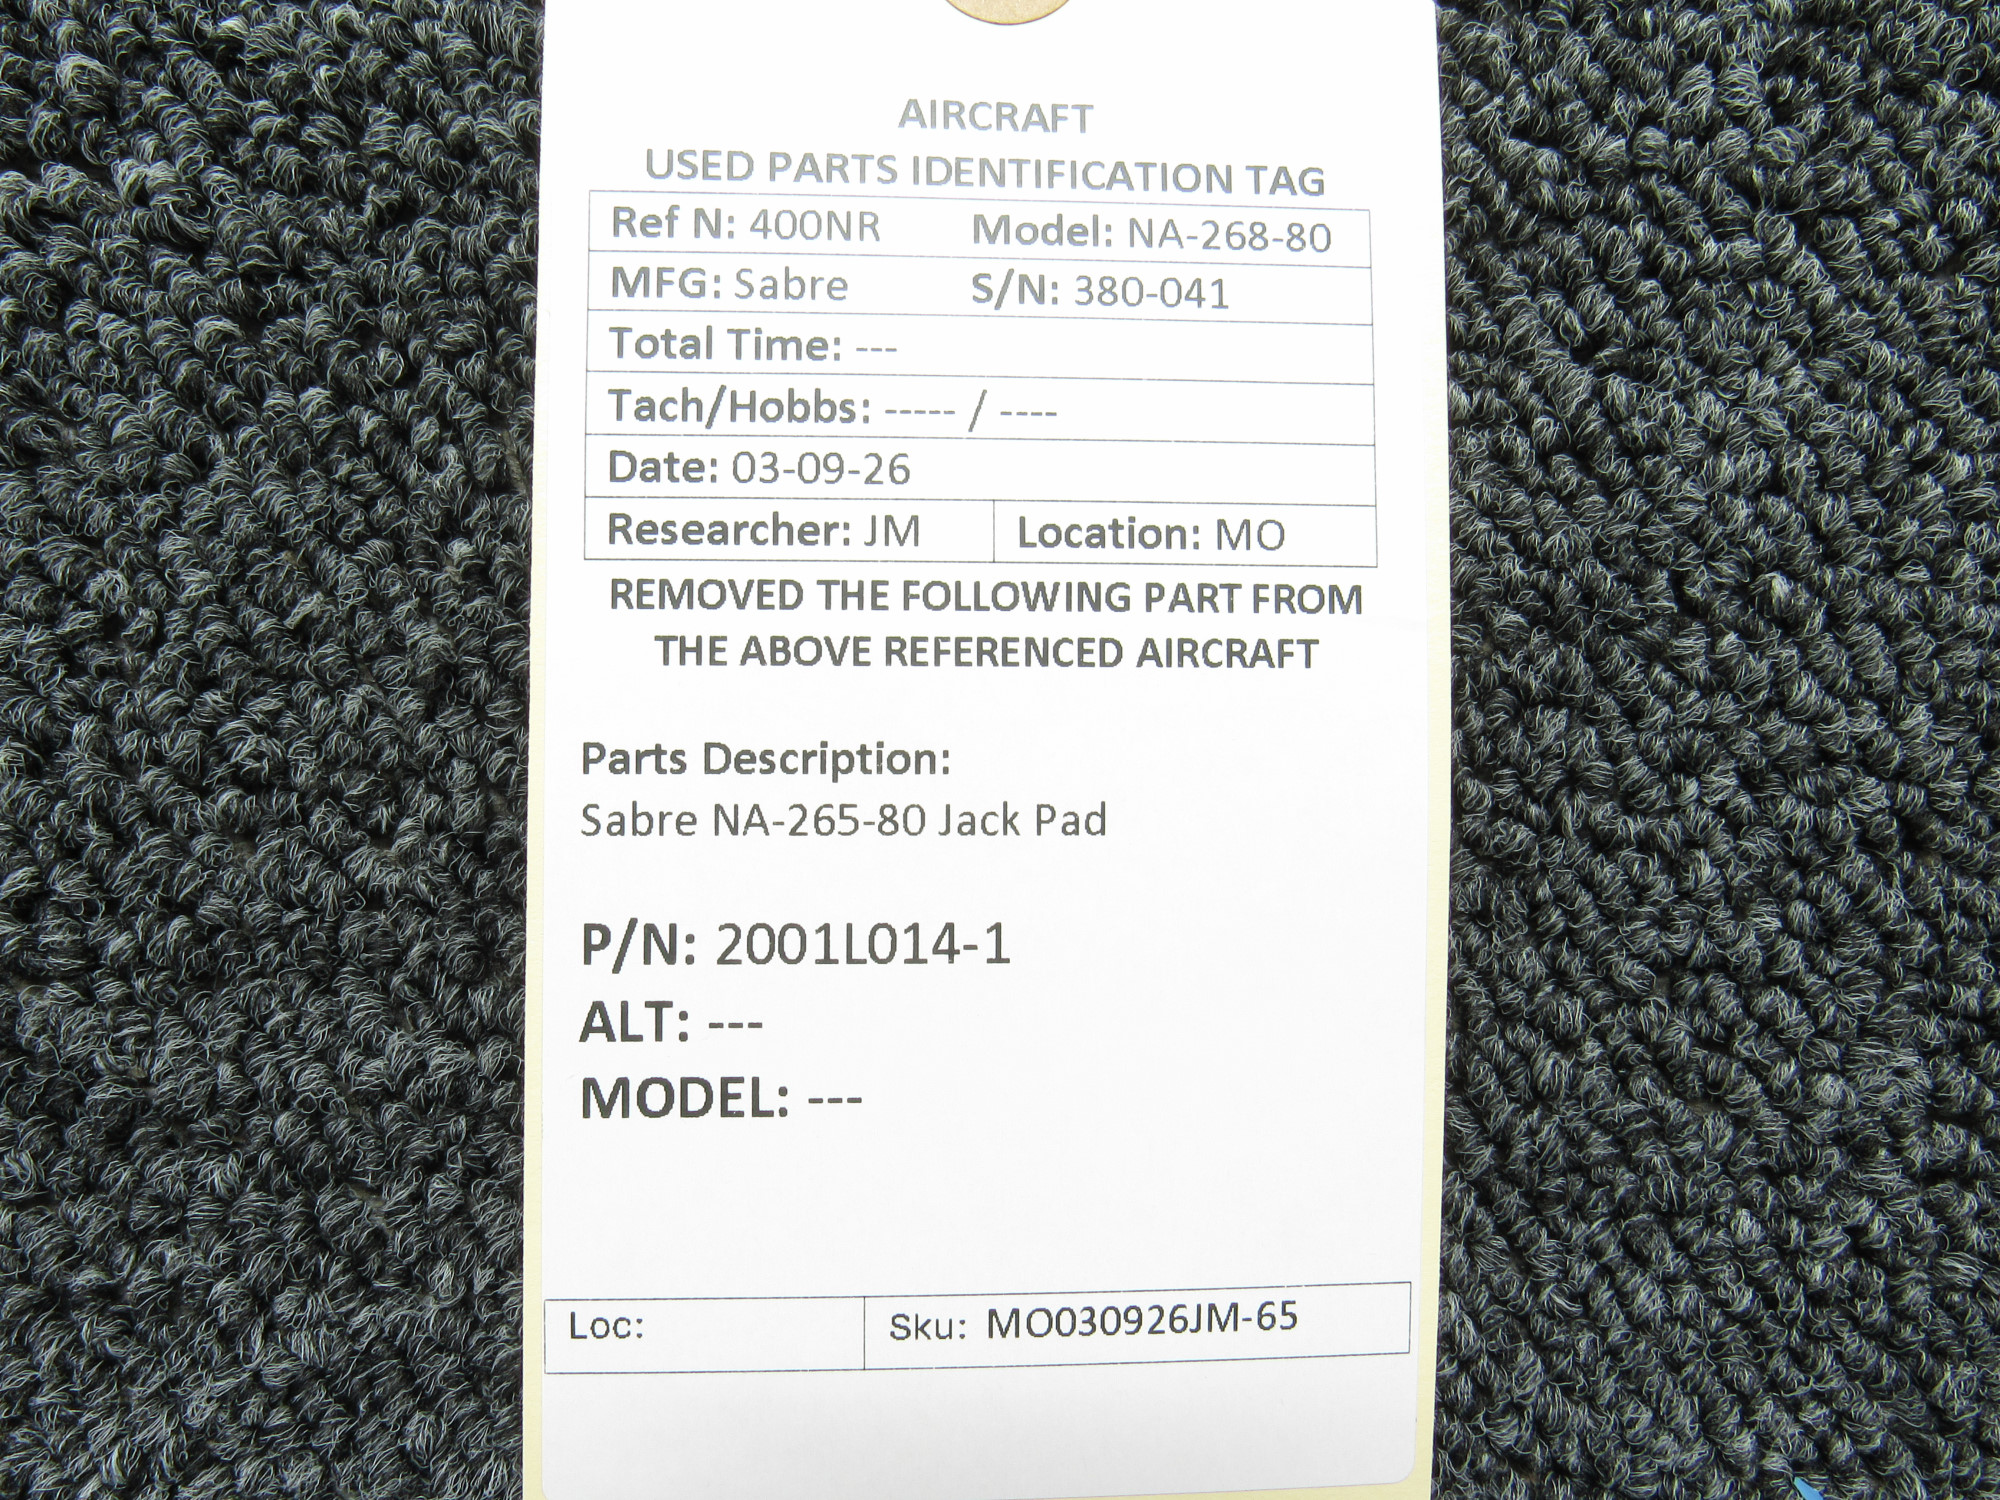 AIRCRAFT
USED PARTS IDENTIFICATION TAG
Ref N: 400NR Model: NA-268-80
MFG: Sabre S/N: 380-041
Total Time: ---
Tach/Hobbs: ----- / ----
Date: 03-09-26
Researcher: JM Location: MO
REMOVED THE FOLLOWING PART FROM
THE ABOVE REFERENCED AIRCRAFT
Parts Description:
Sabre NA-265-80 Jack Pad
P/N: 2001L014-1
ALT: ---
MODEL: ---
Loc: Sku: MO030926JM-65